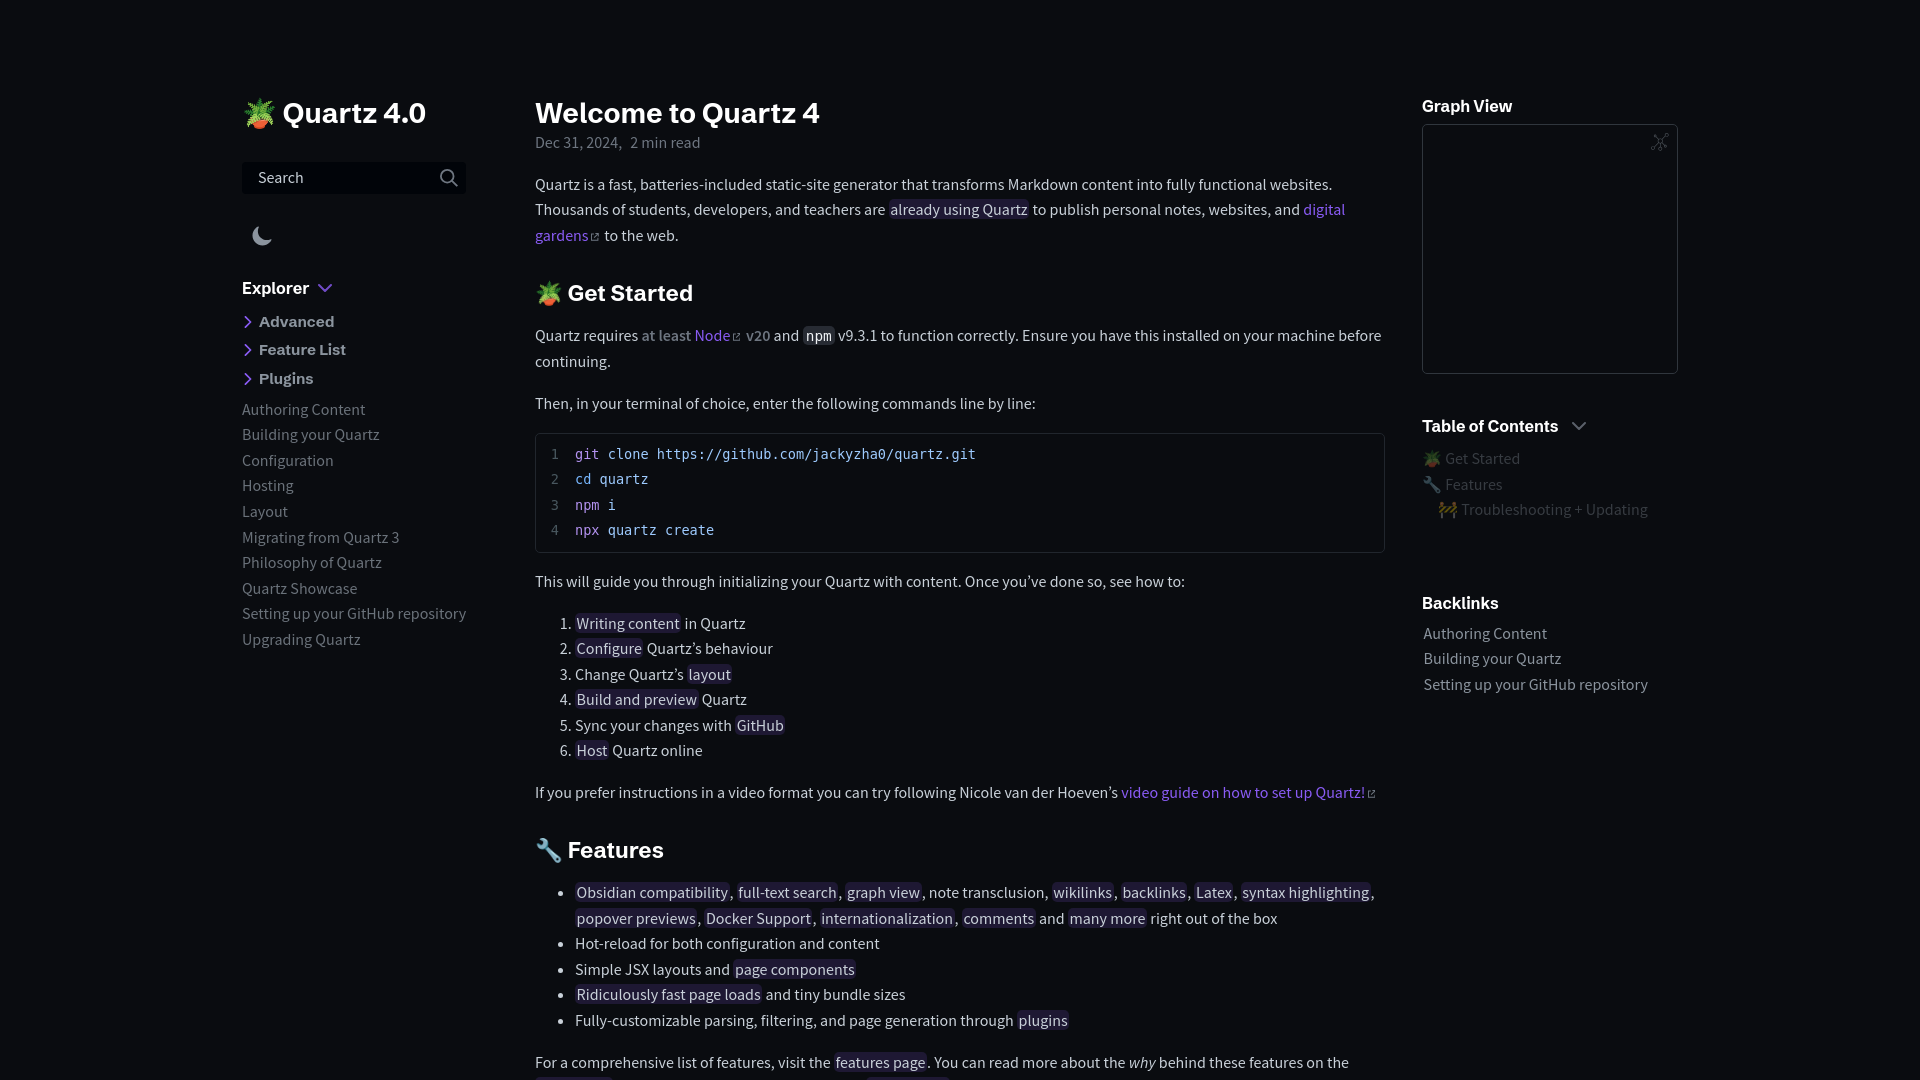 🪴 Quartz 4.0
Search
Explorer
Advanced
Feature List
Plugins
Authoring Content
Building your Quartz
Configuration
Hosting
Layout
Migrating from Quartz 3
Philosophy of Quartz
Quartz Showcase
Setting up your GitHub repository
Upgrading Quartz
Welcome to Quartz 4
Dec 31, 2024, 2 min read
Quartz is a fast, batteries-included static-site generator that transforms Markdown content into fully functional websites.
Thousands of students, developers, and teachers are already using Quartz to publish personal notes, websites, and digital
gardens to the web.
🪴 Get Started
Quartz requires at least Node v20 and npm v9.3.1 to function correctly. Ensure you have this installed on your machine before
continuing.
Then, in your terminal of choice, enter the following commands line by line:
1 git clone https://github.com/jackyzha0/quartz.git
2 cd quartz
3 npm i
4 npx quartz create
This will guide you through initializing your Quartz with content. Once you’ve done so, see how to:
1. Writing content in Quartz
2. Configure Quartz’s behaviour
3. Change Quartz’s layout
4. Build and preview Quartz
5. Sync your changes with GitHub
6. Host Quartz online
If you prefer instructions in a video format you can try following Nicole van der Hoeven’s video guide on how to set up Quartz!
🔧 Features
• Obsidian compatibility, full-text search, graph view, note transclusion, wikilinks, backlinks, Latex, syntax highlighting,
popover previews, Docker Support, internationalization, comments and many more right out of the box
• Hot-reload for both configuration and content
• Simple JSX layouts and page components
• Ridiculously fast page loads and tiny bundle sizes
• Fully-customizable parsing, filtering, and page generation through plugins
For a comprehensive list of features, visit the features page. You can read more about the why behind these features on the
Graph View
Table of Contents
🪴 Get Started
🔧 Features
🚧 Troubleshooting + Updating
Backlinks
Authoring Content
Building your Quartz
Setting up your GitHub repository